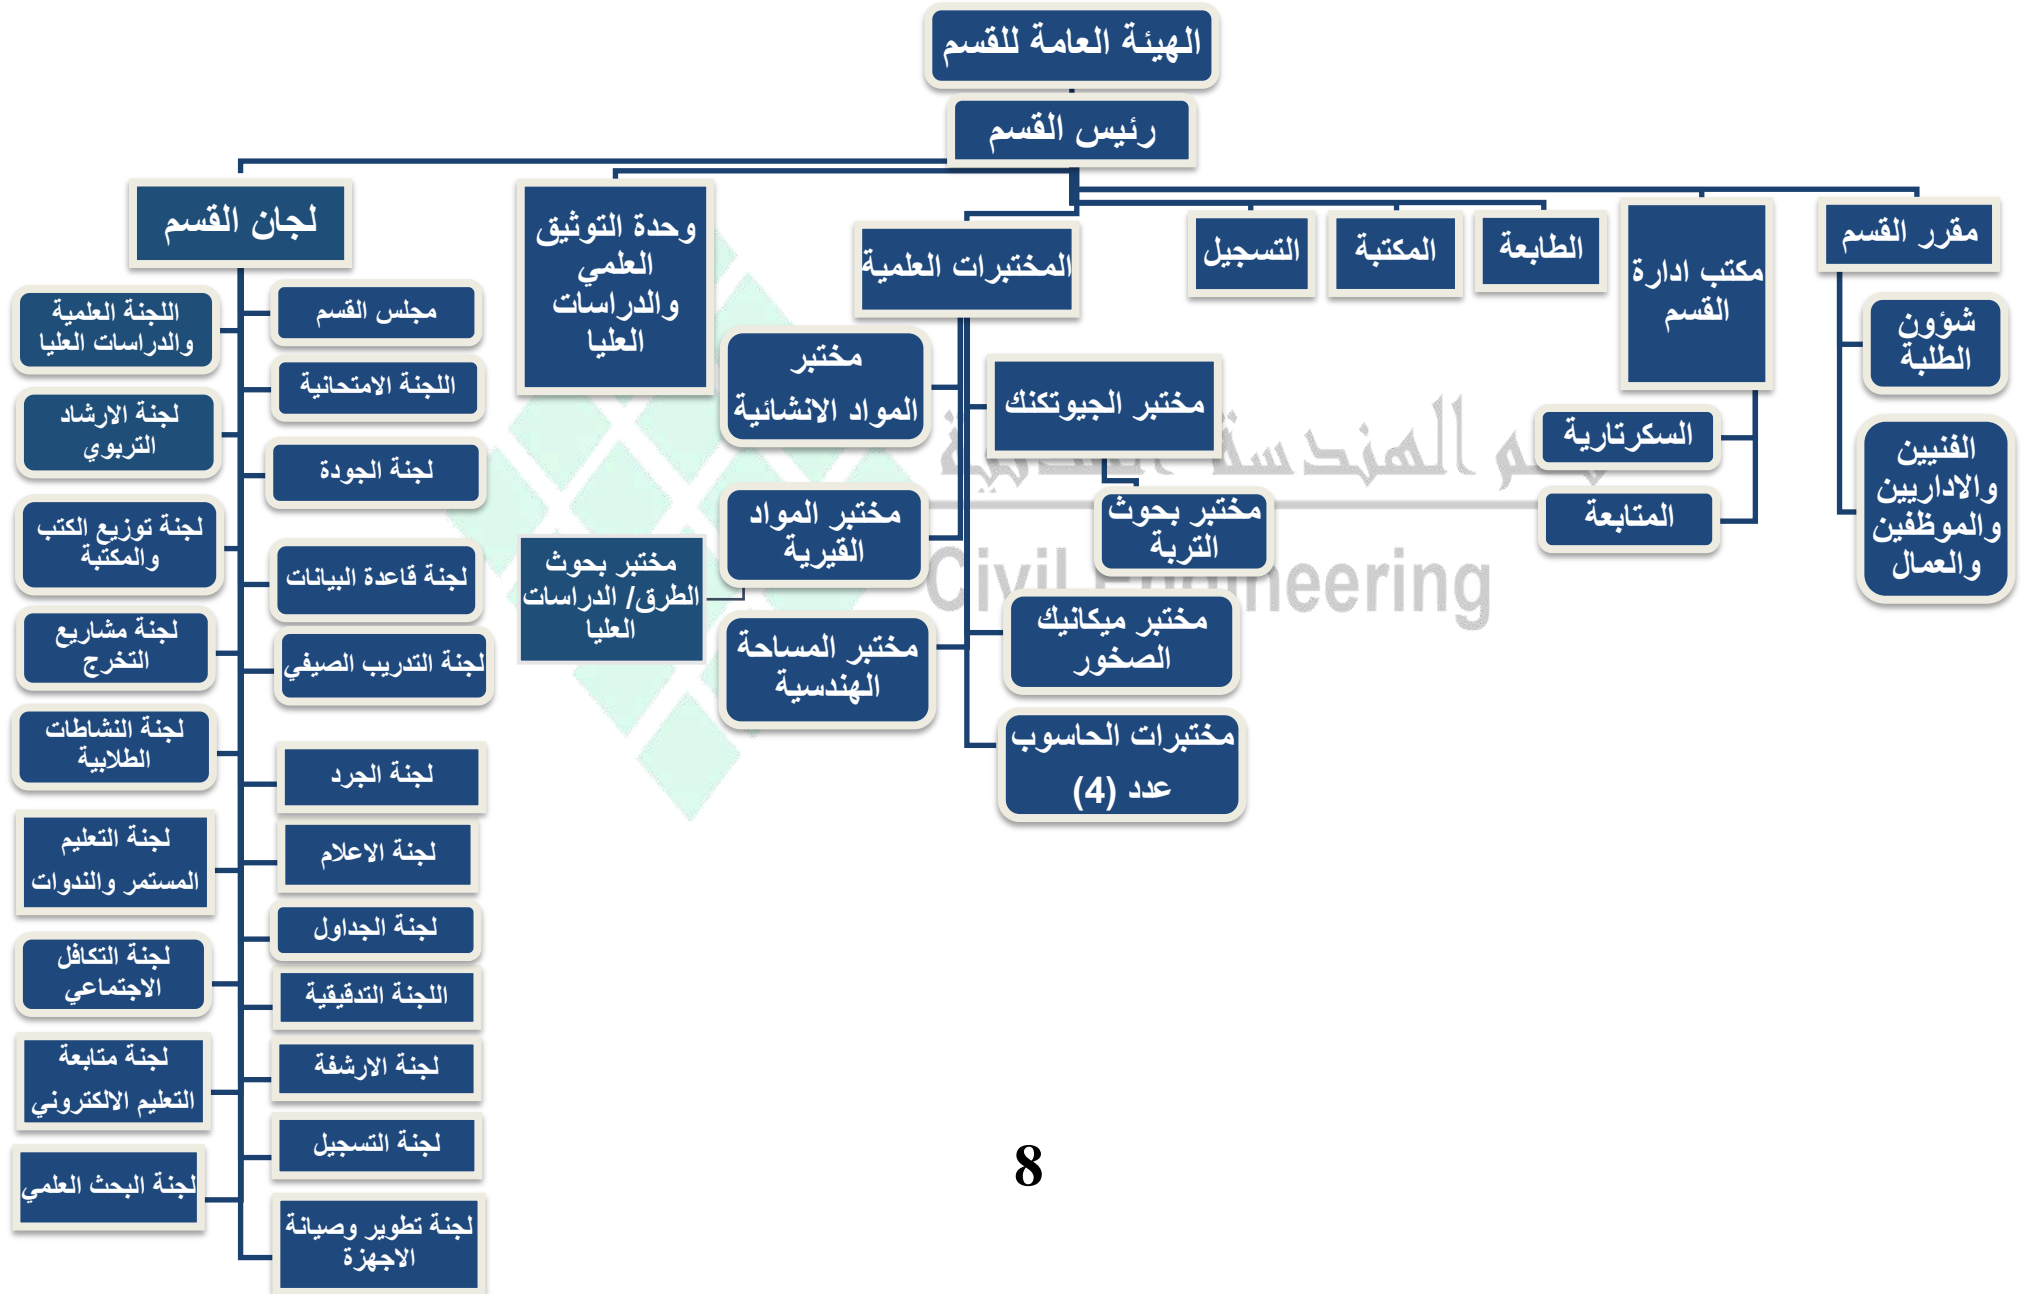 الهيئة العامة للقسم
رئيس القسم
مقرر القسم
شؤون
الطلبة
الفنيين
والاداريين
والموظفين
والعمال
مكتب ادارة
القسم
السكرتارية
المتابعة
الطابعة
المكتبة
التسجيل
المختبرات العلمية
مختبر الجيوتكنك
مختبر بحوث
التربة
مختبر ميكانيك
الصخور
مختبرات الحاسوب
عدد (4)
مختبر
المواد الانشائية
مختبر المواد
القيرية
مختبر بحوث
الطرق/ الدراسات
العليا
مختبر المساحة
الهندسية
وحدة التوثيق
العلمي
والدراسات
العليا
لجان القسم
مجلس القسم
اللجنة العلمية
والدراسات العليا
اللجنة الامتحانية
لجنة الارشاد
التربوي
لجنة الجودة
لجنة توزيع الكتب
والمكتبة
لجنة قاعدة البيانات
لجنة مشاريع
التخرج
لجنة التدريب الصيفي
لجنة النشاطات
الطلابية
لجنة الجرد
لجنة التعليم
المستمر والندوات
لجنة الاعلام
لجنة الجداول
لجنة التكافل
الاجتماعي
اللجنة التدقيقية
لجنة متابعة
التعليم الالكتروني
لجنة الارشفة
لجنة التسجيل
لجنة البحث العلمي
لجنة تطوير وصيانة
الاجهزة
الهندسة
Civil Engineering
8